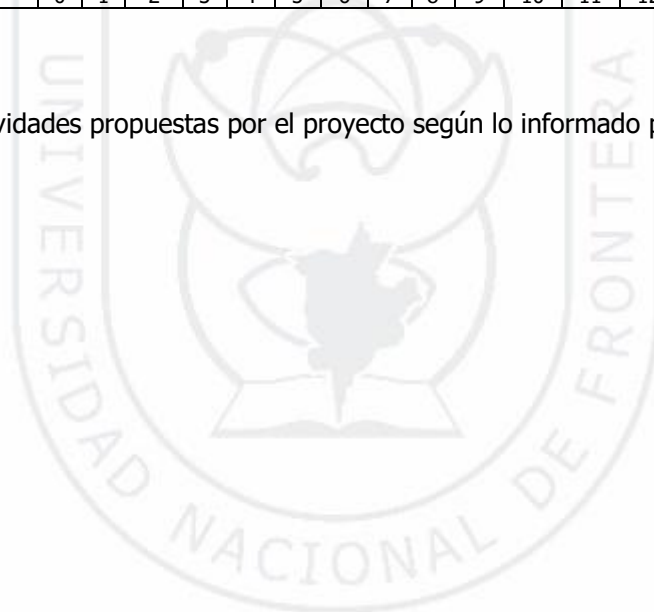 0 1 2 3 4 5 6 7 8 9 10 11 12
vidades propuestas por el proyecto según lo informado p
UNIVERSIDAD NACIONAL DE FRONTERA